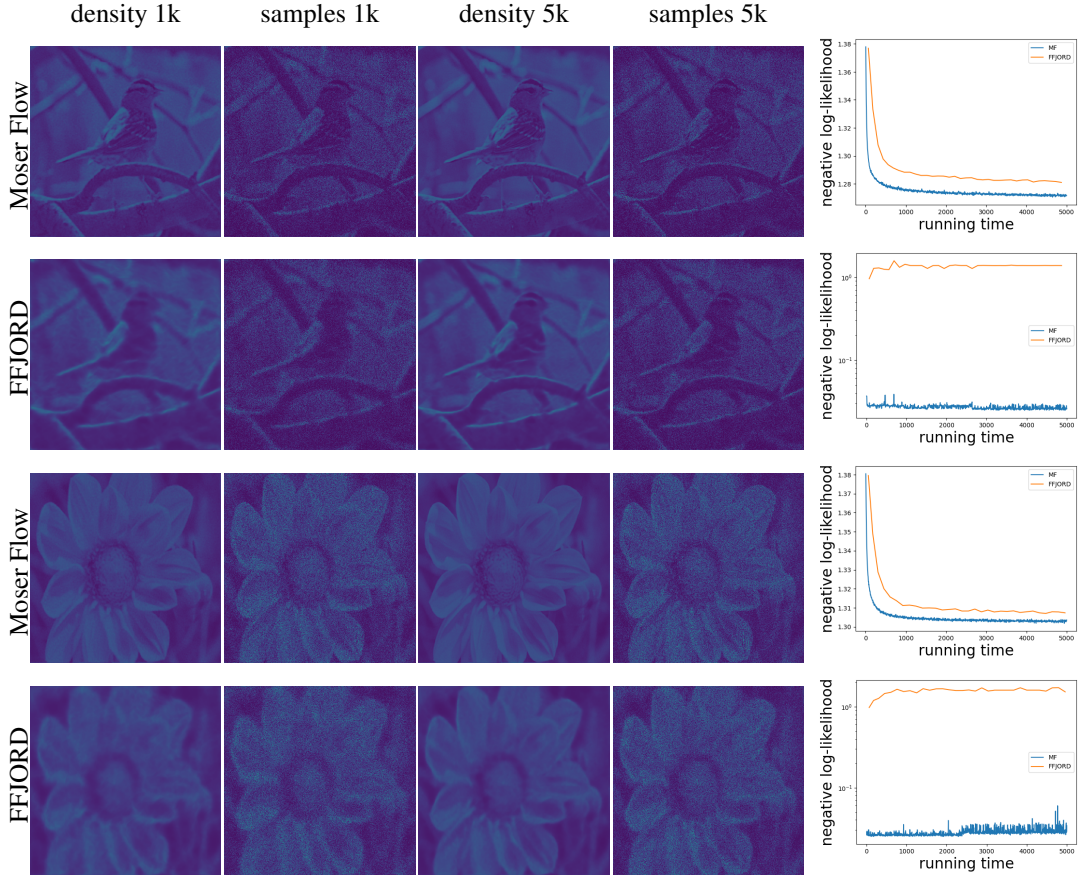 density 1k samples 1k density 5k samples 5k
Moser Flow
negative log-likelihood
1.38
1.36
1.34
1.32
1.30
1.28
0 1000 2000 3000 4000 5000
running time
MF
FFJORD
FFJORD
negative log-likelihood
10⁰
10⁻¹
0 1000 2000 3000 4000 5000
running time
MF
FFJORD
Moser Flow
negative log-likelihood
1.38
1.37
1.36
1.35
1.34
1.33
1.32
1.31
1.30
0 1000 2000 3000 4000 5000
running time
MF
FFJORD
FFJORD
negative log-likelihood
10⁰
10⁻¹
0 1000 2000 3000 4000 5000
running time
MF
FFJORD